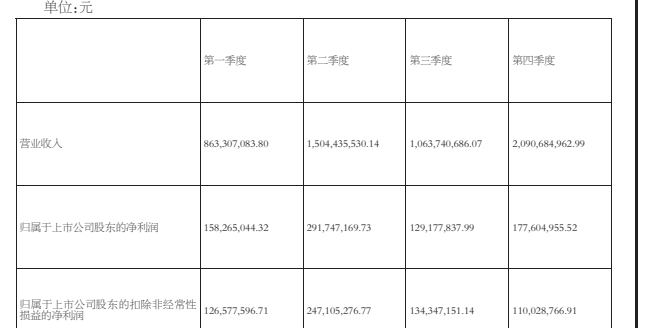 单位:元
第一季度 第二季度 第三季度 第四季度
营业收入 863,307,083.80 1,504,435,530.14 1,063,740,686.07 2,090,684,962.99
归属于上市公司股东的净利润 158,265,044.32 291,747,169.73 129,177,837.99 177,604,955.52
归属于上市公司股东的扣除非经常性
损益的净利润 126,577,596.71 247,105,276.77 134,347,151.14 110,028,766.91